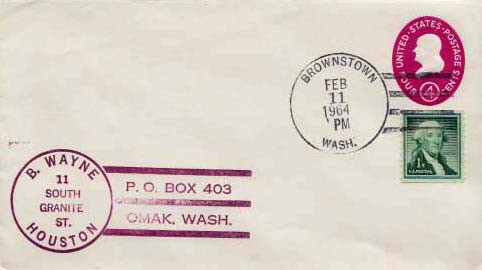 UNITED·STATES·POSTAGE
4
FOUR CENTS
BROWNSTOWN
FEB
11
1964
PM
WASH.
1¢
U.S. POSTAGE
B. WAYNE
11
SOUTH
GRANITE
ST.
HOUSTON
P. O. BOX 403
OMAK, WASH.